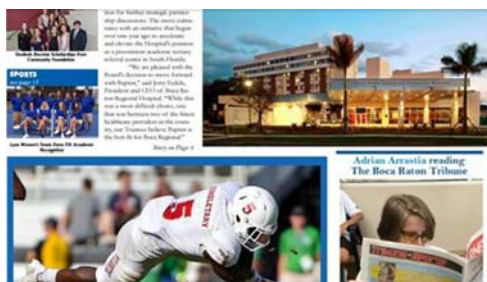 Students Receive Scholarships from
Community Foundation
SPORTS
see page 17
Lynn Women's Tennis Earns ITA Academic
Recognition
sion for further strategic partner-
ship discussions. The move culmi-
nates with an initiative that began
over one year ago to accelerate
and elevate the Hospital's position
as a preeminent academic tertiary
referral center in South Florida.
"We are pleased with the
Board's decision to move forward
with Baptist," said Jerry Fedele,
President and CEO of Boca Ra-
ton Regional Hospital. "While this
was a most difficult choice, one
that was between two of the finest
healthcare providers in the coun-
try, our Trustees believe Baptist is
the best fit for Boca Regional."
Story on Page 4
Adrian Arrastia reading
The Boca Raton Tribune
SINGLETARY
5
5